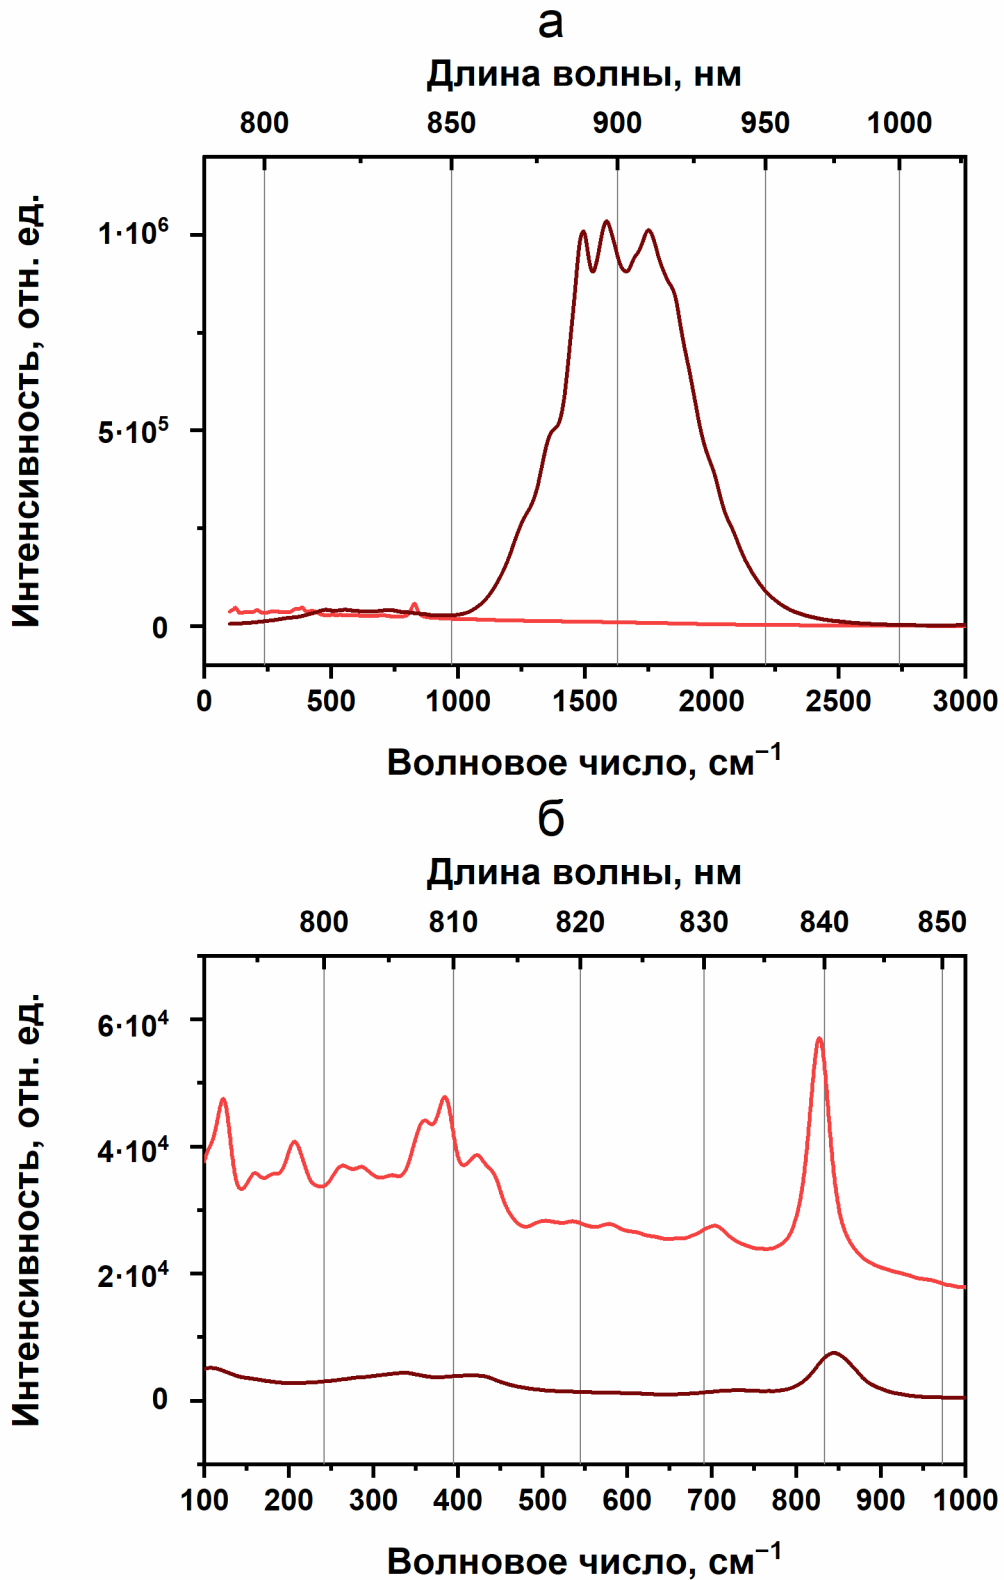 а
Длина волны, нм
800 850 900 950 1000
Интенсивность, отн. ед.
1·10⁶
5·10⁵
0
0 500 1000 1500 2000 2500 3000
Волновое число, см⁻¹
б
Длина волны, нм
800 810 820 830 840 850
Интенсивность, отн. ед.
6·10⁴
4·10⁴
2·10⁴
0
100 200 300 400 500 600 700 800 900 1000
Волновое число, см⁻¹